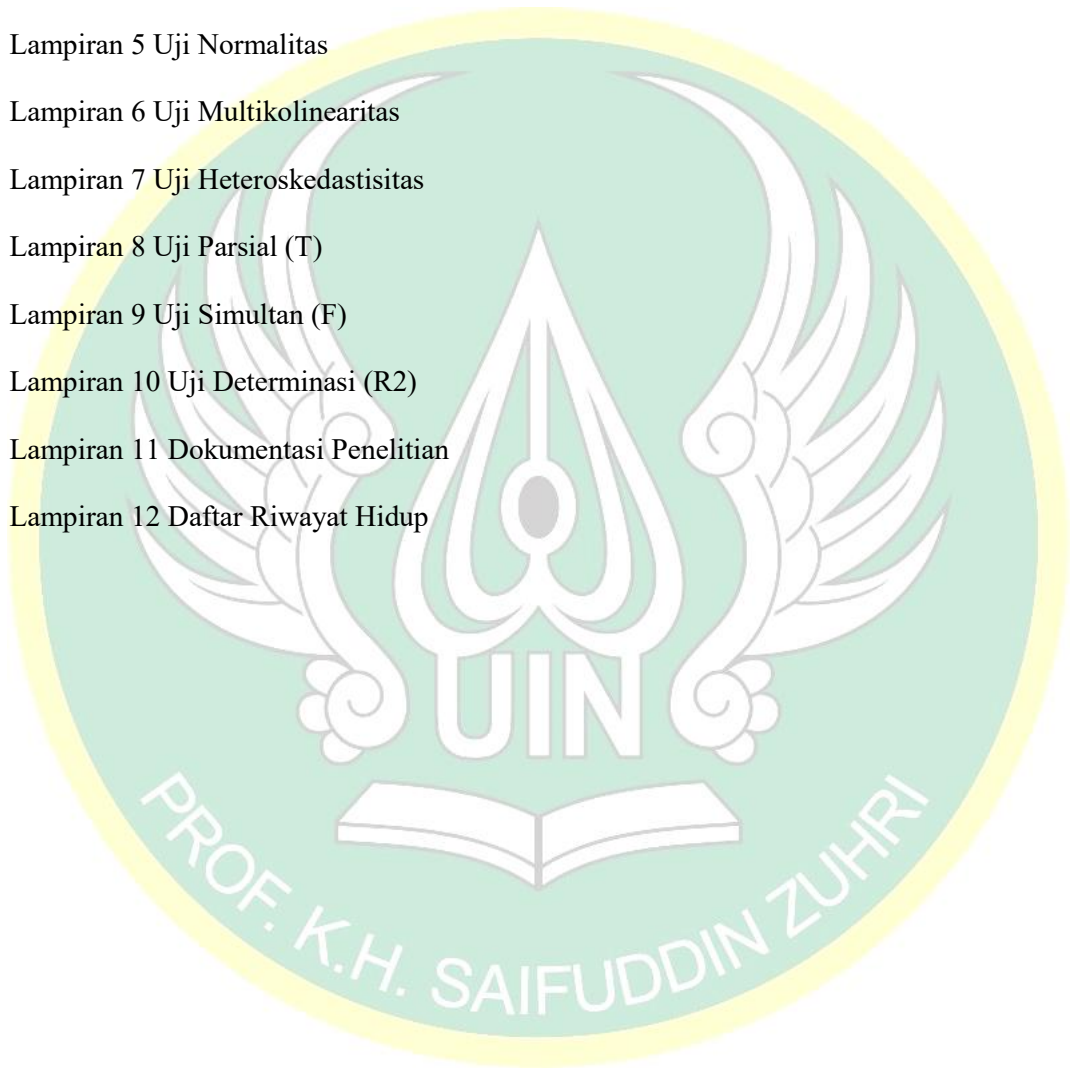 Lampiran 5 Uji Normalitas
Lampiran 6 Uji Multikolinearitas
Lampiran 7 Uji Heteroskedastisitas
Lampiran 8 Uji Parsial (T)
Lampiran 9 Uji Simultan (F)
Lampiran 10 Uji Determinasi (R2)
Lampiran 11 Dokumentasi Penelitian
Lampiran 12 Daftar Riwayat Hidup
UIN
PROF. K.H. SAIFUDDIN ZUHRI